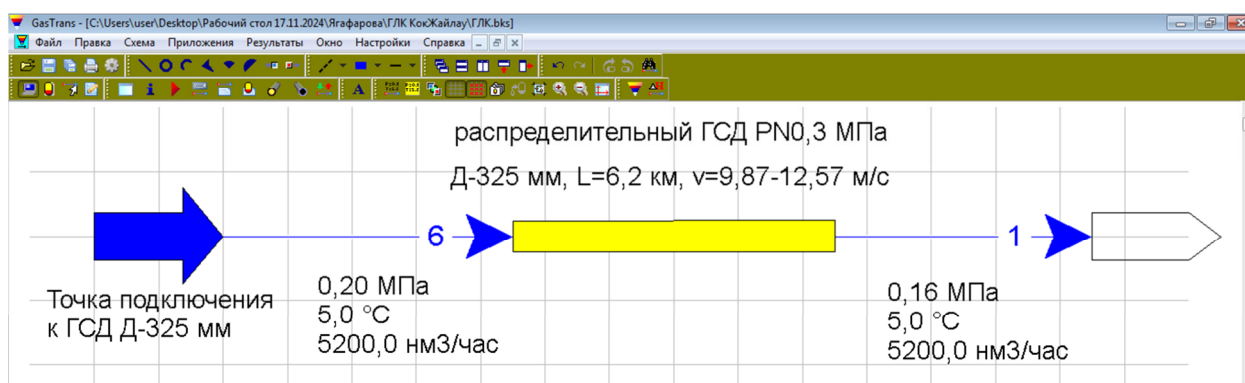 GasTrans - [C:\Users\user\Desktop\Рабочий стол 17.11.2024\Ягафарова\ГЛК КокЖайлау\ГЛК.bks]
Файл Правка Схема Приложения Результаты Окно Настройки Справка
распределительный ГСД PN0,3 МПа
Д-325 мм, L=6,2 км, v=9,87-12,57 м/с
6
1
Точка подключения
к ГСД Д-325 мм
0,20 МПа
5,0 °C
5200,0 нм3/час
0,16 МПа
5,0 °C
5200,0 нм3/час